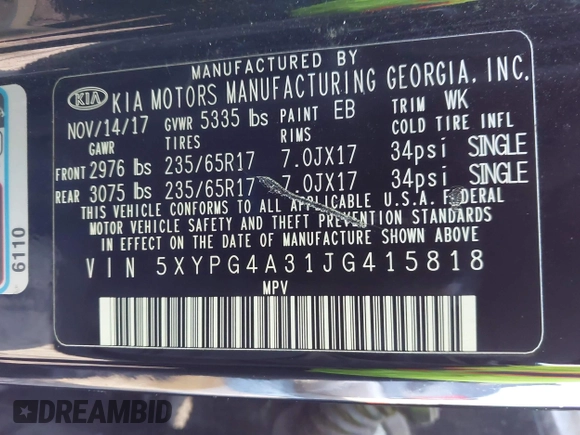 MANUFACTURED BY
KIA KIA MOTORS MANUFACTURING GEORGIA, INC.
NOV/14/17 GVWR 5335 lbs PAINT EB TRIM WK
GAWR TIRES RIMS COLD TIRE INFL
FRONT 2976 lbs 235/65R17 7.0JX17 34psi SINGLE
REAR 3075 lbs 235/65R17 7.0JX17 34psi SINGLE
THIS VEHICLE CONFORMS TO ALL APPLICABLE U.S.A. FEDERAL
MOTOR VEHICLE SAFETY AND THEFT PREVENTION STANDARDS
IN EFFECT ON THE DATE OF MANUFACTURE SHOWN ABOVE
VIN 5XYPG4A31JG415818
MPV
6110
DREAMBID